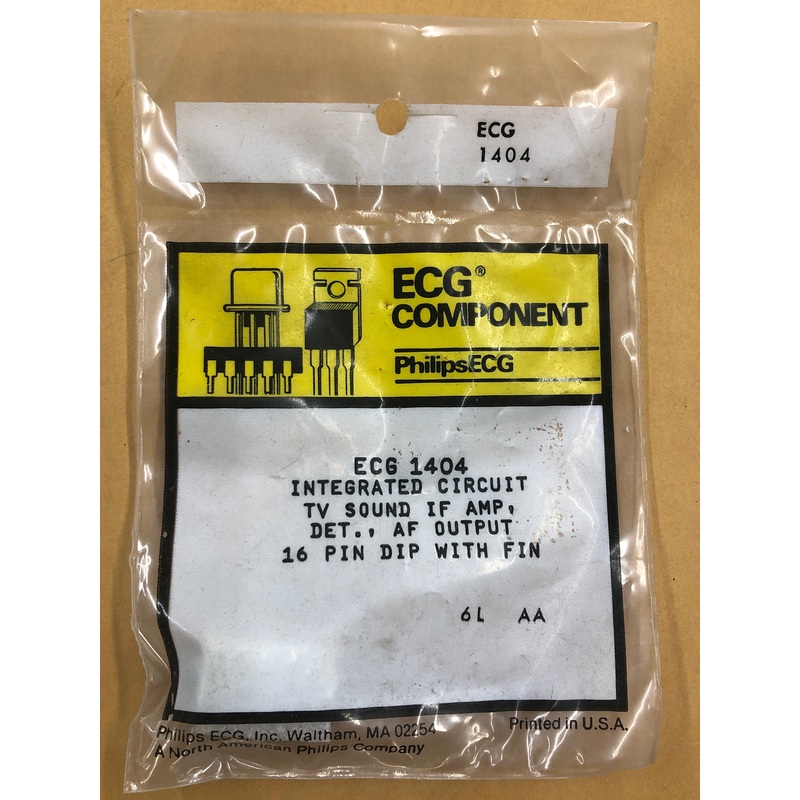 ECG
1404
ECG®
COMPONENT
PhilipsECG
ECG 1404
INTEGRATED CIRCUIT
TV SOUND IF AMP,
DET., AF OUTPUT
16 PIN DIP WITH FIN
6L AA
Philips ECG, Inc. Waltham, MA 02254
A North American Philips Company
Printed in U.S.A.